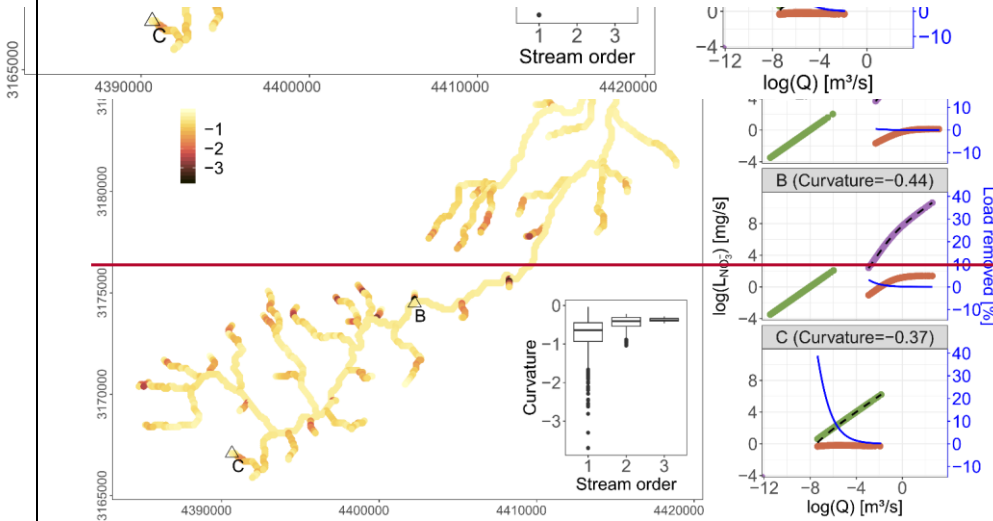 C
1 2 3
Stream order
3165000
4390000 4400000 4410000 4420000
0
−4
0
−10
−12 −8 −4 0
log(Q) [m³/s]
−1
−2
−3
3180000
3175000
3170000
3165000
B
C
0
−1
−2
−3
Curvature
1 2 3
Stream order
4390000 4400000 4410000 4420000
4
0
−4
10
0
−10
B (Curvature=−0.44)
8
4
0
−4
40
30
20
10
0
−10
log(L_NO₃⁻) [mg/s]
Load removed [%]
C (Curvature=−0.37)
8
4
0
−4
40
30
20
10
0
−10
−12 −8 −4 0
log(Q) [m³/s]